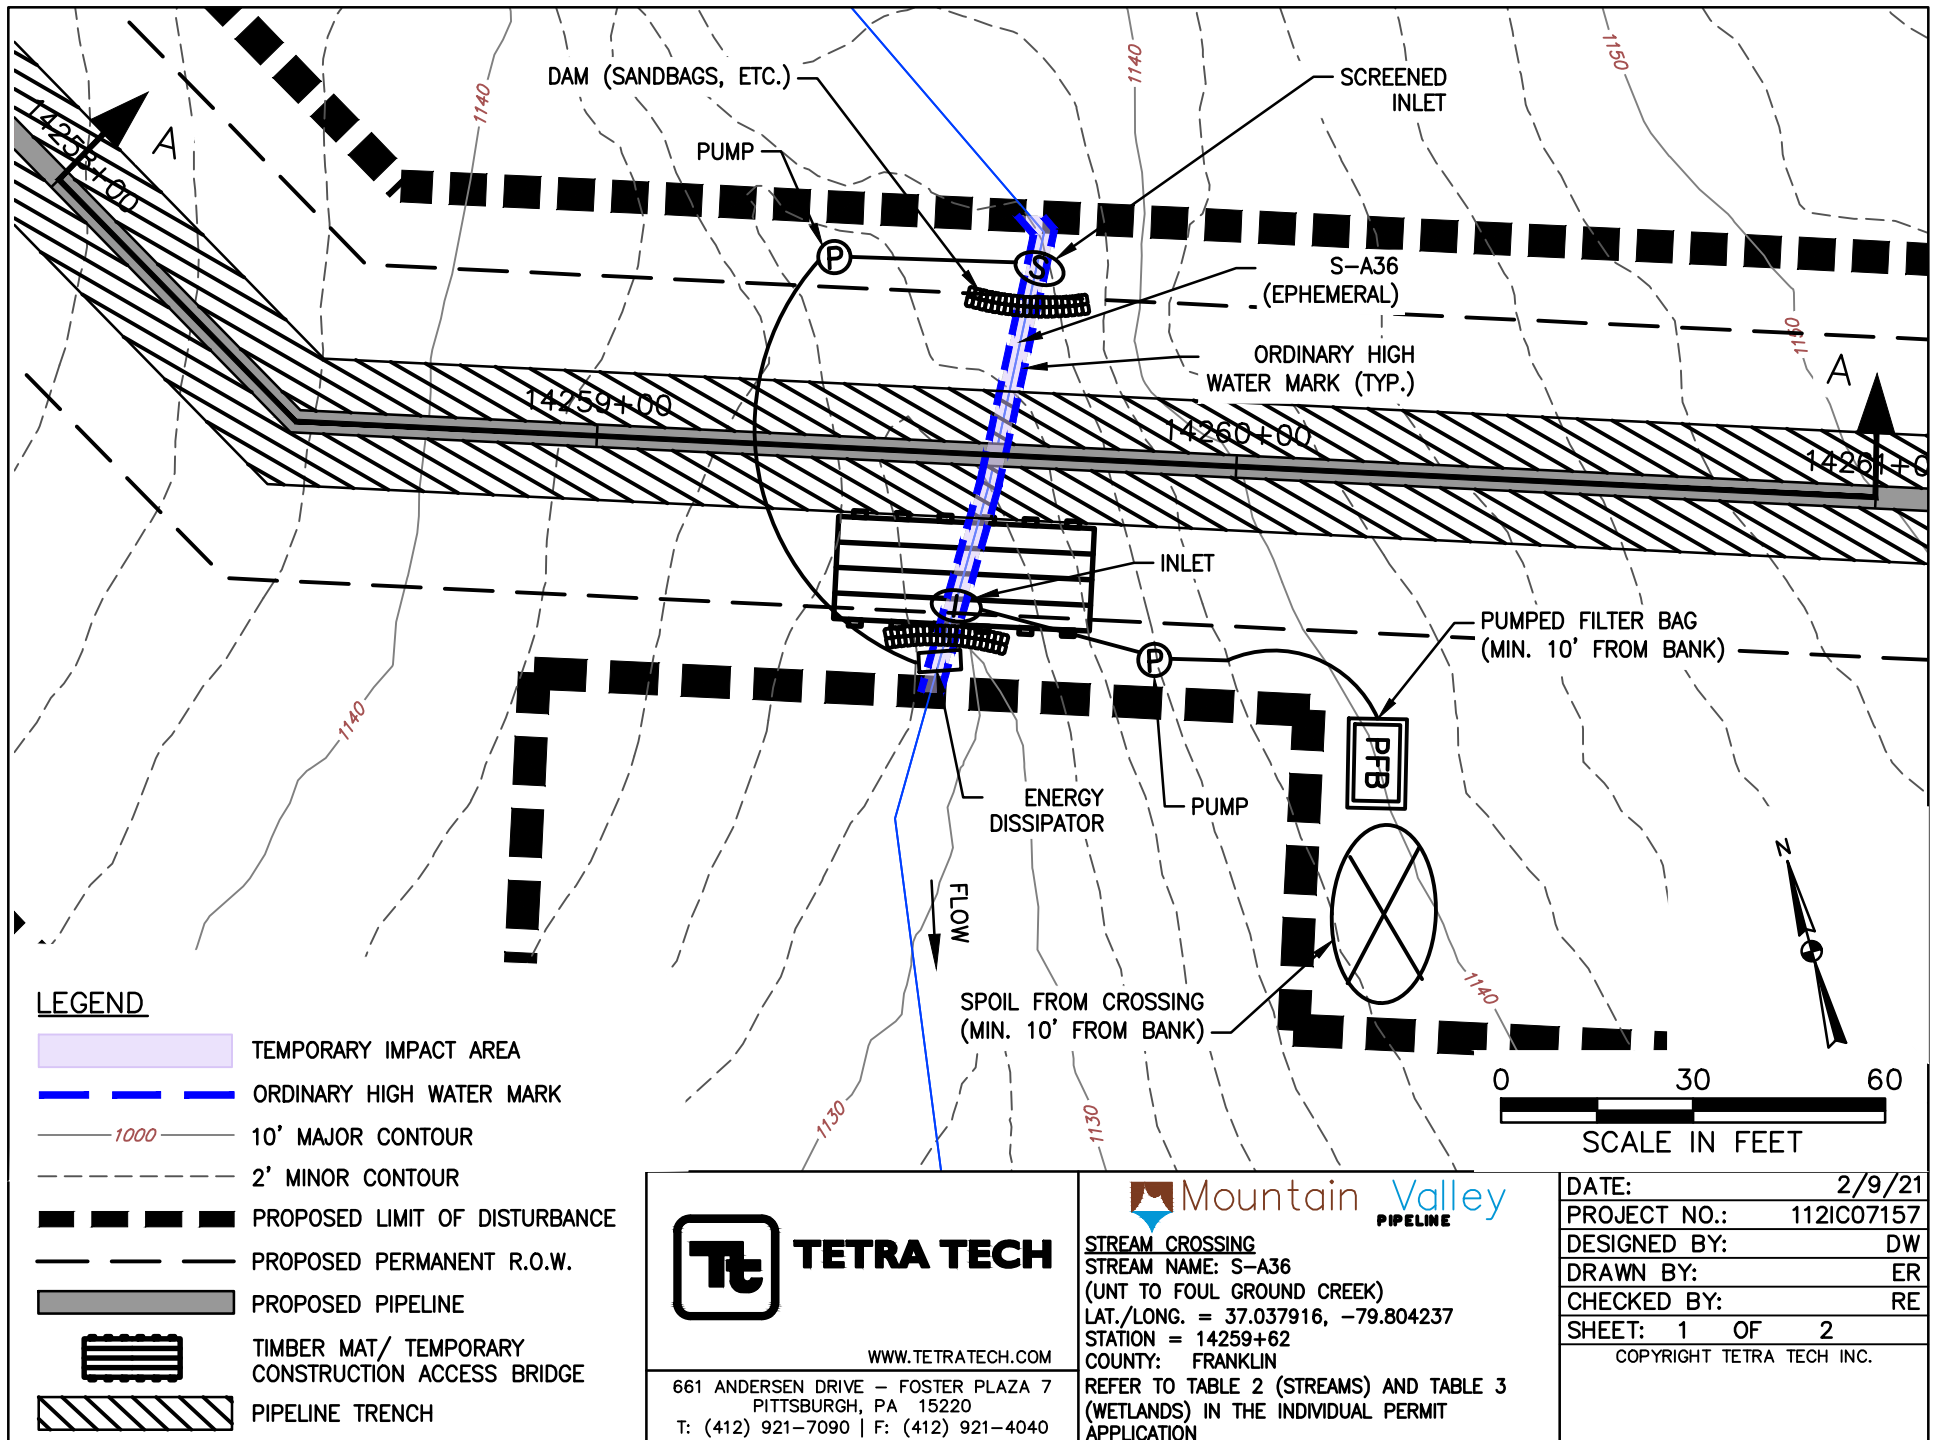 1140
1140
1150
DAM (SANDBAGS, ETC.)
SCREENED
INLET
14258+00
A
PUMP
P
S
S-A36
(EPHEMERAL)
1160
ORDINARY HIGH
WATER MARK (TYP.)
A
14259+00
14260+00
14261+0
INLET
I
PUMPED FILTER BAG
(MIN. 10' FROM BANK)
P
1140
PFB
ENERGY
DISSIPATOR
PUMP
N
FLOW
1140
SPOIL FROM CROSSING
(MIN. 10' FROM BANK)
1130
1130
0 30 60
SCALE IN FEET
LEGEND
TEMPORARY IMPACT AREA
ORDINARY HIGH WATER MARK
1000
10' MAJOR CONTOUR
2' MINOR CONTOUR
PROPOSED LIMIT OF DISTURBANCE
PROPOSED PERMANENT R.O.W.
PROPOSED PIPELINE
TIMBER MAT/ TEMPORARY
CONSTRUCTION ACCESS BRIDGE
PIPELINE TRENCH
Tt
TETRA TECH
WWW.TETRATECH.COM
661 ANDERSEN DRIVE – FOSTER PLAZA 7
PITTSBURGH, PA 15220
T: (412) 921-7090 | F: (412) 921-4040
Mountain Valley
PIPELINE
STREAM CROSSING
STREAM NAME: S-A36
(UNT TO FOUL GROUND CREEK)
LAT./LONG. = 37.037916, -79.804237
STATION = 14259+62
COUNTY: FRANKLIN
REFER TO TABLE 2 (STREAMS) AND TABLE 3
(WETLANDS) IN THE INDIVIDUAL PERMIT
APPLICATION
DATE: 2/9/21
PROJECT NO.: 112IC07157
DESIGNED BY: DW
DRAWN BY: ER
CHECKED BY: RE
SHEET: 1 OF 2
COPYRIGHT TETRA TECH INC.